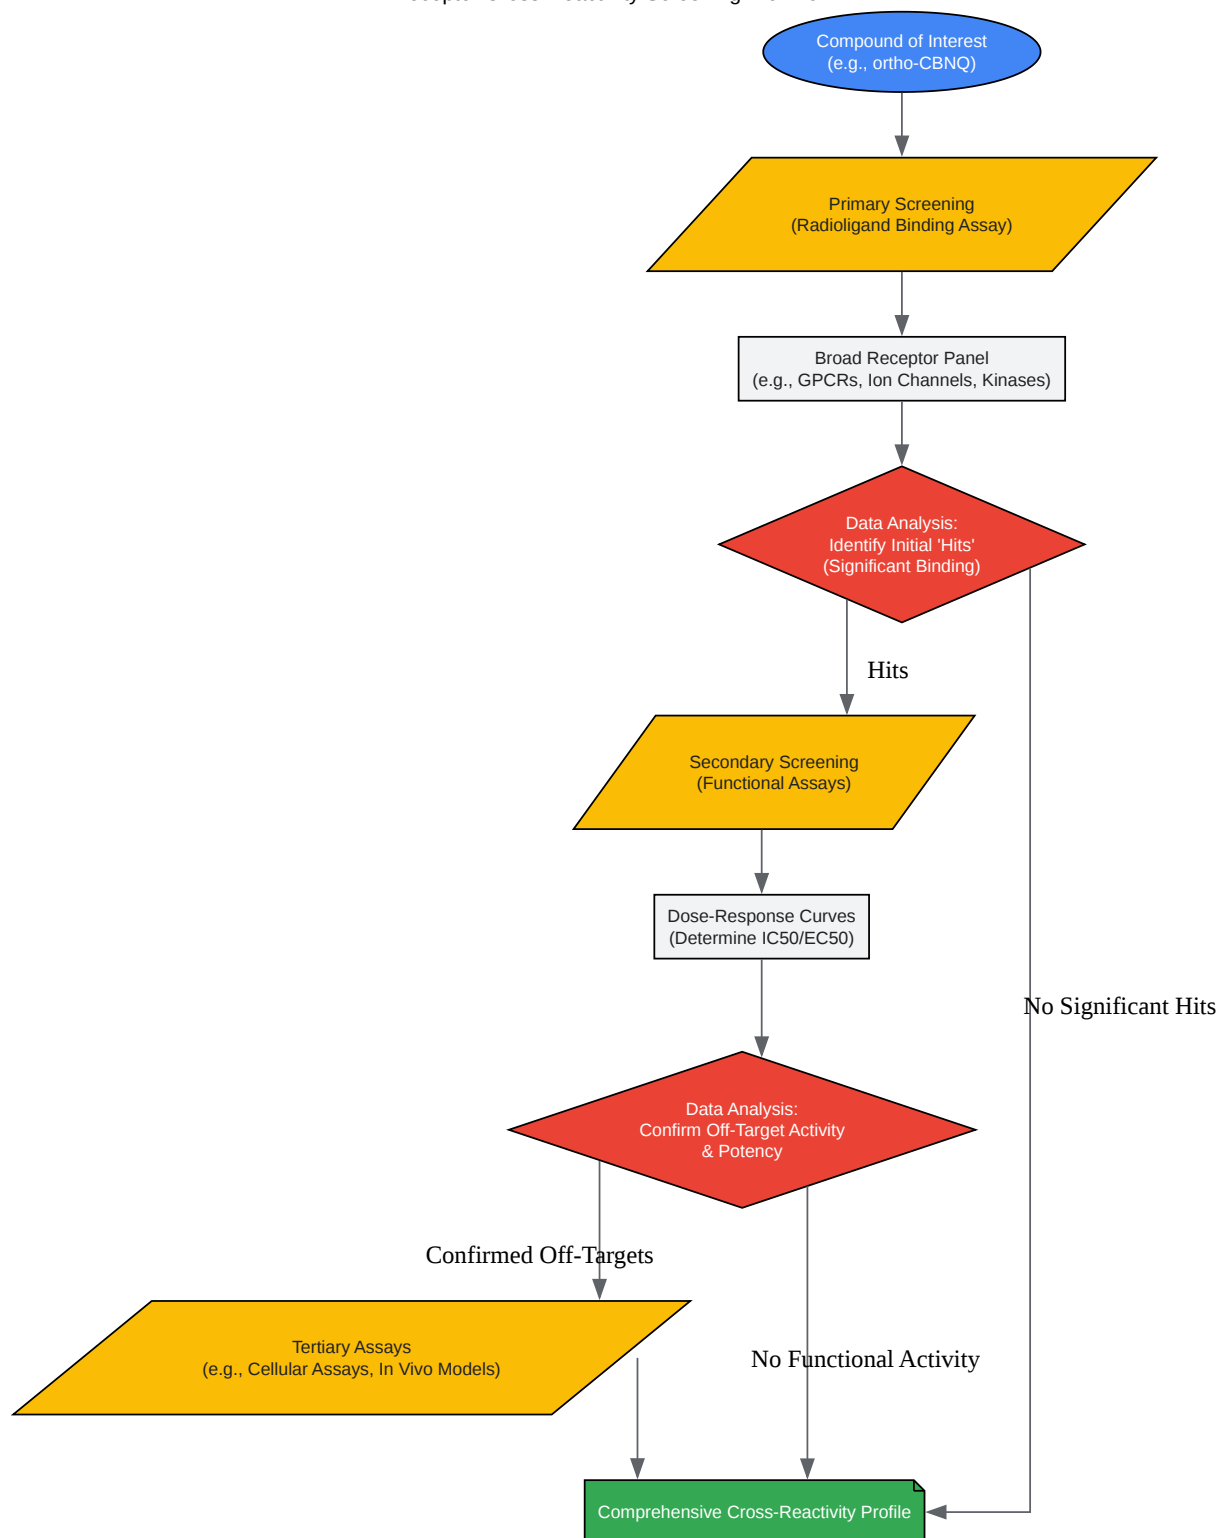 Compound of Interest
(e.g., ortho-CBNQ)
Primary Screening
(Radioligand Binding Assay)
Broad Receptor Panel
(e.g., GPCRs, Ion Channels, Kinases)
Data Analysis:
Identify Initial 'Hits'
(Significant Binding)
Hits
Secondary Screening
(Functional Assays)
Dose-Response Curves
(Determine IC50/EC50)
No Significant Hits
Data Analysis:
Confirm Off-Target Activity
& Potency
Confirmed Off-Targets
Tertiary Assays
(e.g., Cellular Assays, In Vivo Models)
No Functional Activity
Comprehensive Cross-Reactivity Profile